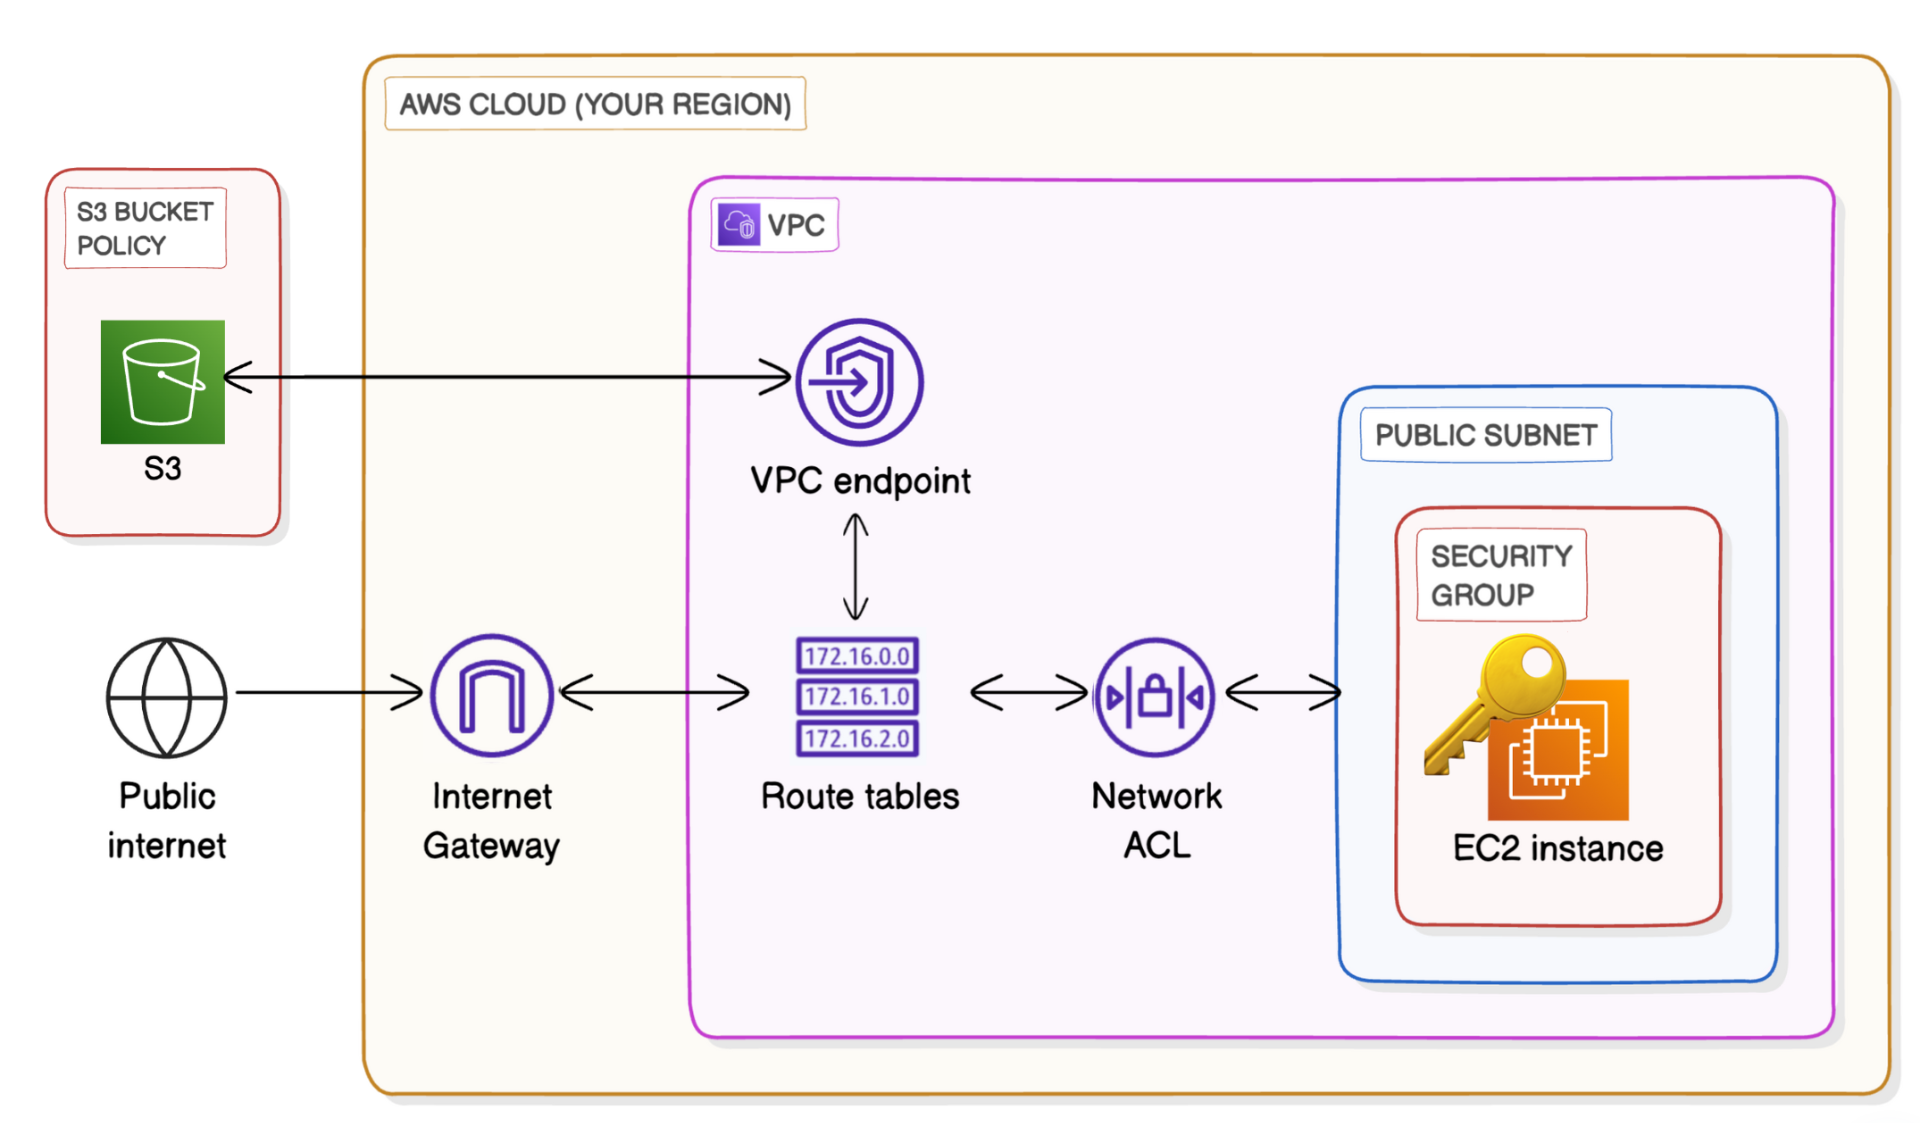 AWS CLOUD (YOUR REGION)
S3 BUCKET
POLICY
S3
VPC
VPC endpoint
PUBLIC SUBNET
SECURITY
GROUP
EC2 instance
Public
internet
Internet
Gateway
172.16.0.0
172.16.1.0
172.16.2.0
Route tables
Network
ACL